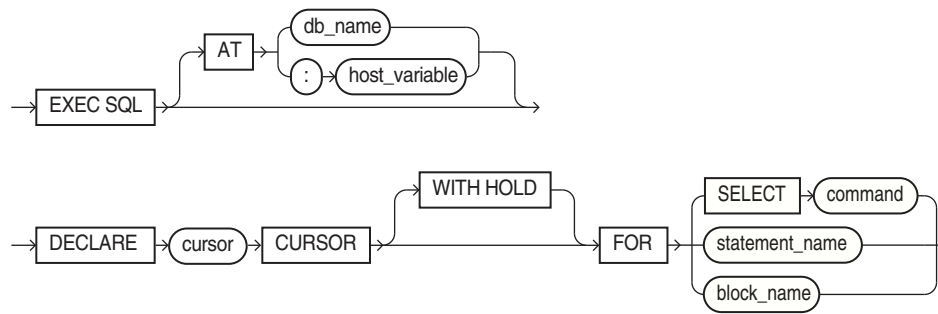 db_name
AT
: host_variable
EXEC SQL
WITH HOLD
SELECT command
DECLARE cursor CURSOR FOR statement_name
block_name